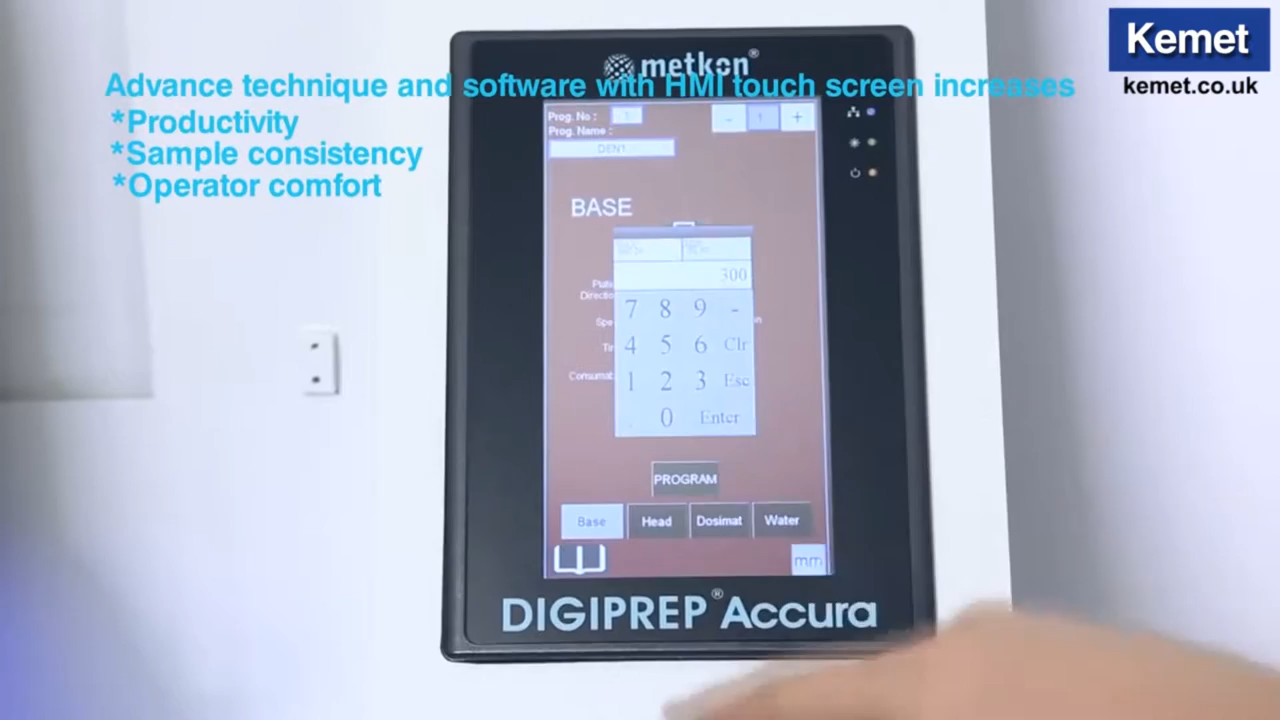 Kemet
kemet.co.uk
metkon®
Advance technique and software with HMI touch screen increases
*Productivity
*Sample consistency
*Operator comfort
Prog. No :
- 1 +
Prog. Name :
DEN1
BASE
300
7 8 9 -
4 5 6 Clr
1 2 3 Esc
. 0 Enter
PROGRAM
Base Head Dosimat Water
mm
DIGIPREP® Accura